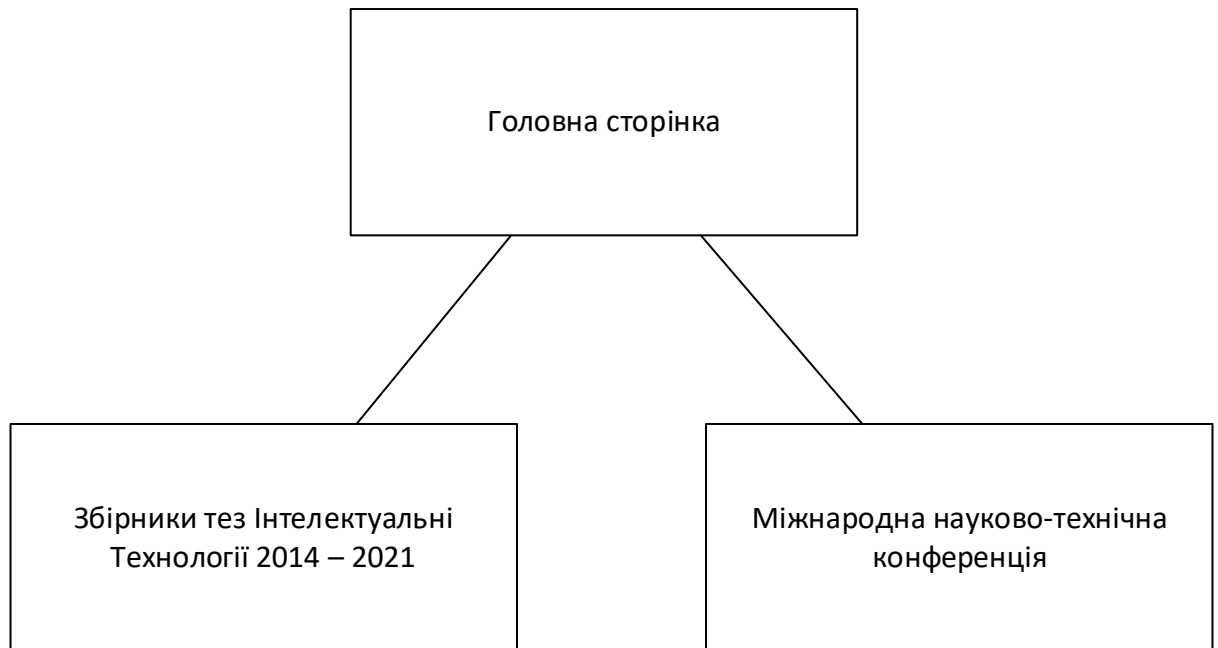 Головна сторінка
Збірники тез Інтелектуальні
Технології 2014 – 2021
Міжнародна науково-технічна
конференція